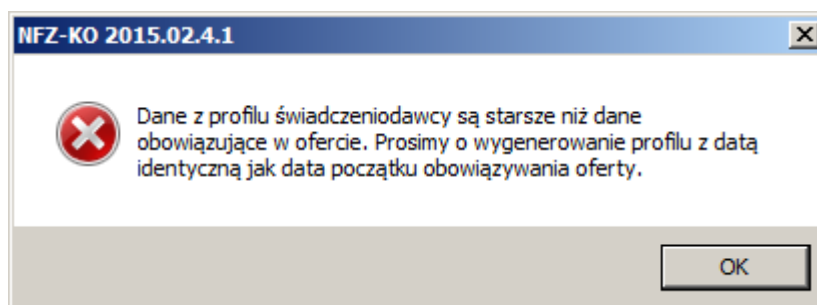 NFZ-KO 2015.02.4.1
Dane z profilu świadczeniodawcy są starsze niż dane
obowiązujące w ofercie. Prosimy o wygenerowanie profilu z datą
identyczną jak data początku obowiązywania oferty.
OK